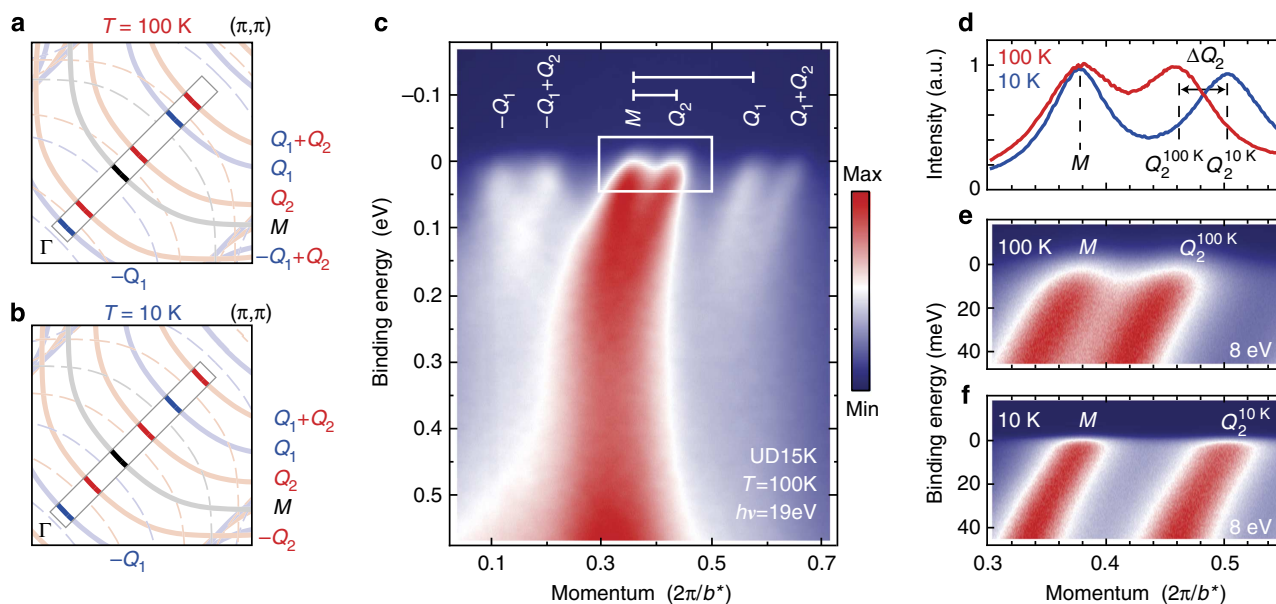 a
T = 100 K
(π,π)
Q₁+Q₂
Q₁
Q₂
M
−Q₁+Q₂
Γ
−Q₁
b
T = 10 K
(π,π)
Q₁+Q₂
Q₁
Q₂
M
−Q₂
Γ
−Q₁
c
−Q₁
−Q₁+Q₂
M
Q₂
Q₁
Q₁+Q₂
−0.1
0
0.1
0.2
0.3
0.4
0.5
Binding energy (eV)
UD15K
T=100K
hν=19eV
0.1
0.3
0.5
0.7
Momentum (2π/b*)
Max
Min
d
100 K
10 K
ΔQ₂
M
Q₂¹⁰⁰ ᴷ
Q₂¹⁰ ᴷ
1
0
Intensity (a.u.)
e
100 K
M
Q₂¹⁰⁰ ᴷ
0
20
40
8 eV
Binding energy (meV)
f
10 K
M
Q₂¹⁰ ᴷ
0
20
40
8 eV
0.3
0.4
0.5
Momentum (2π/b*)